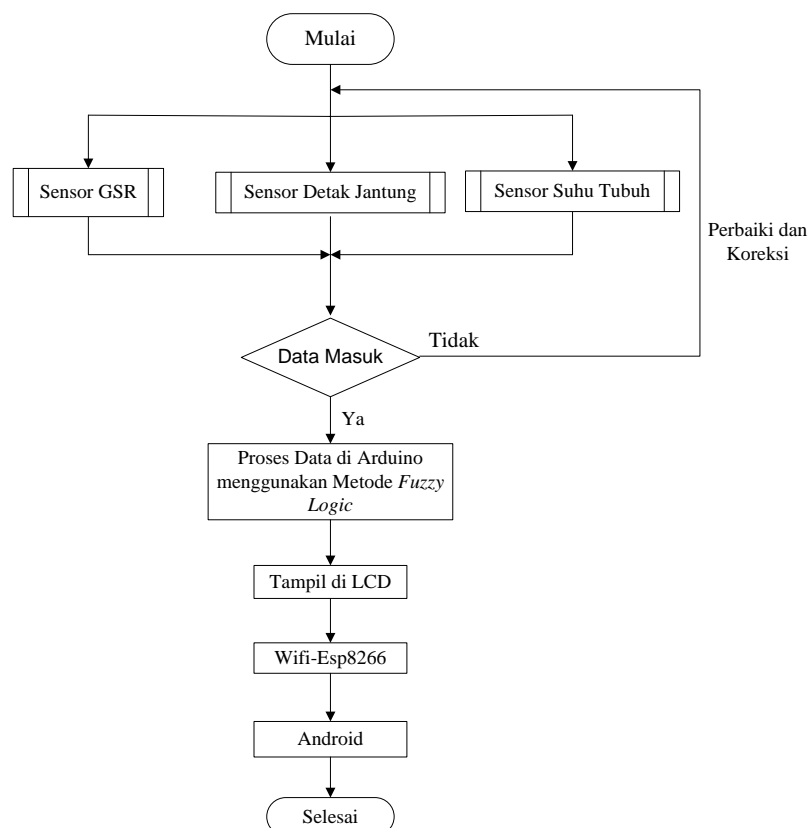 Mulai
Sensor GSR
Sensor Detak Jantung
Sensor Suhu Tubuh
Perbaiki dan
Koreksi
Data Masuk
Tidak
Ya
Proses Data di Arduino
menggunakan Metode Fuzzy
Logic
Tampil di LCD
Wifi-Esp8266
Android
Selesai